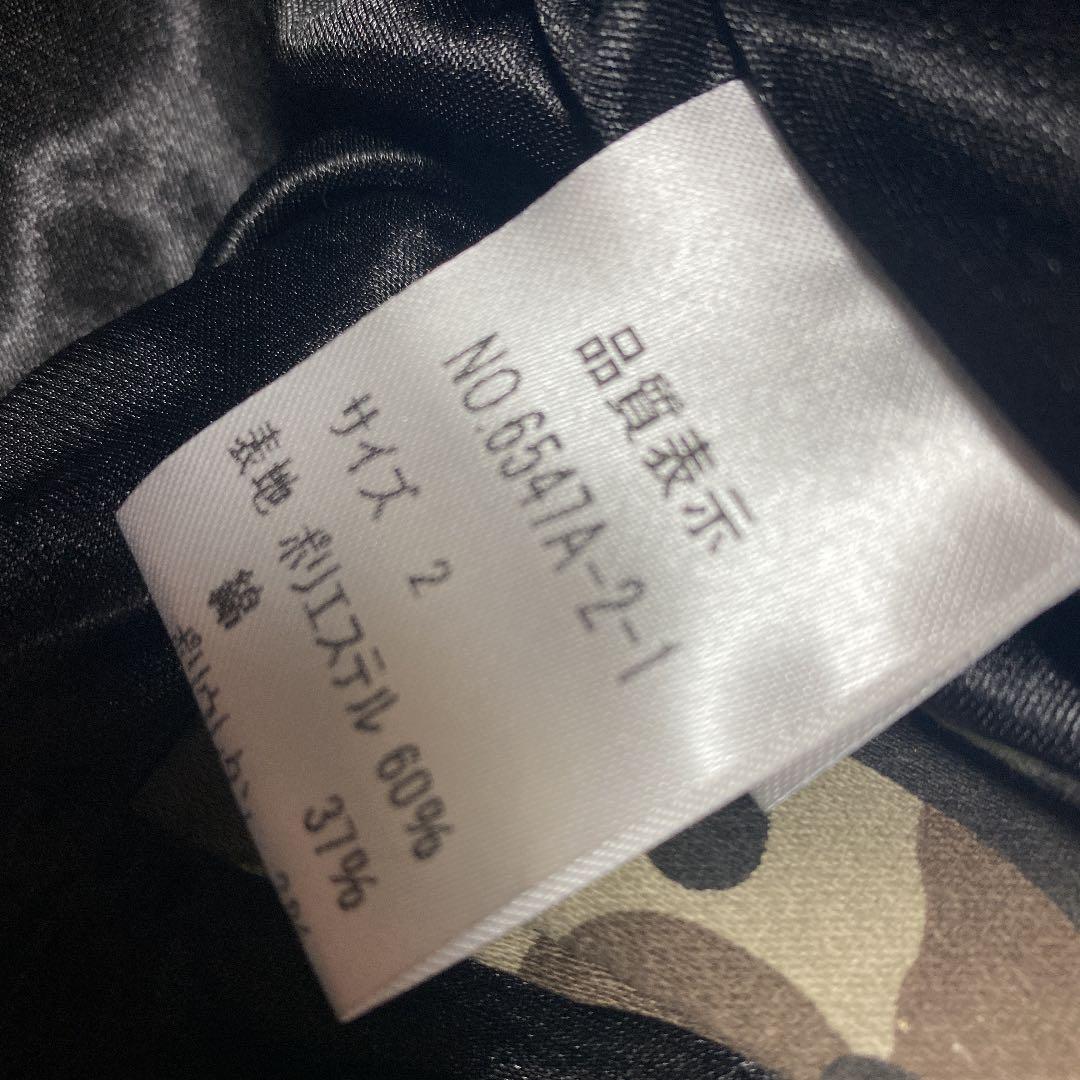 品質表示
NO.6547A-2-1
サイズ 2
表地 ポリエステル 60%
綿 37%